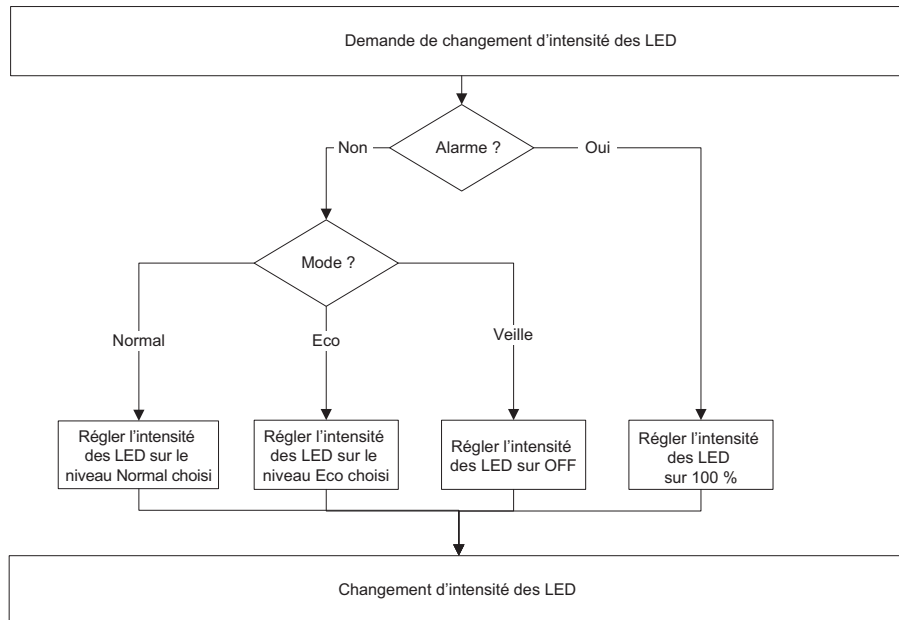 Demande de changement d'intensité des LED
Alarme ?
Non
Oui
Mode ?
Normal
Eco
Veille
Régler l'intensité
des LED sur le
niveau Normal choisi
Régler l'intensité
des LED sur le
niveau Eco choisi
Régler l'intensité
des LED sur OFF
Régler l'intensité
des LED
sur 100 %
Changement d'intensité des LED